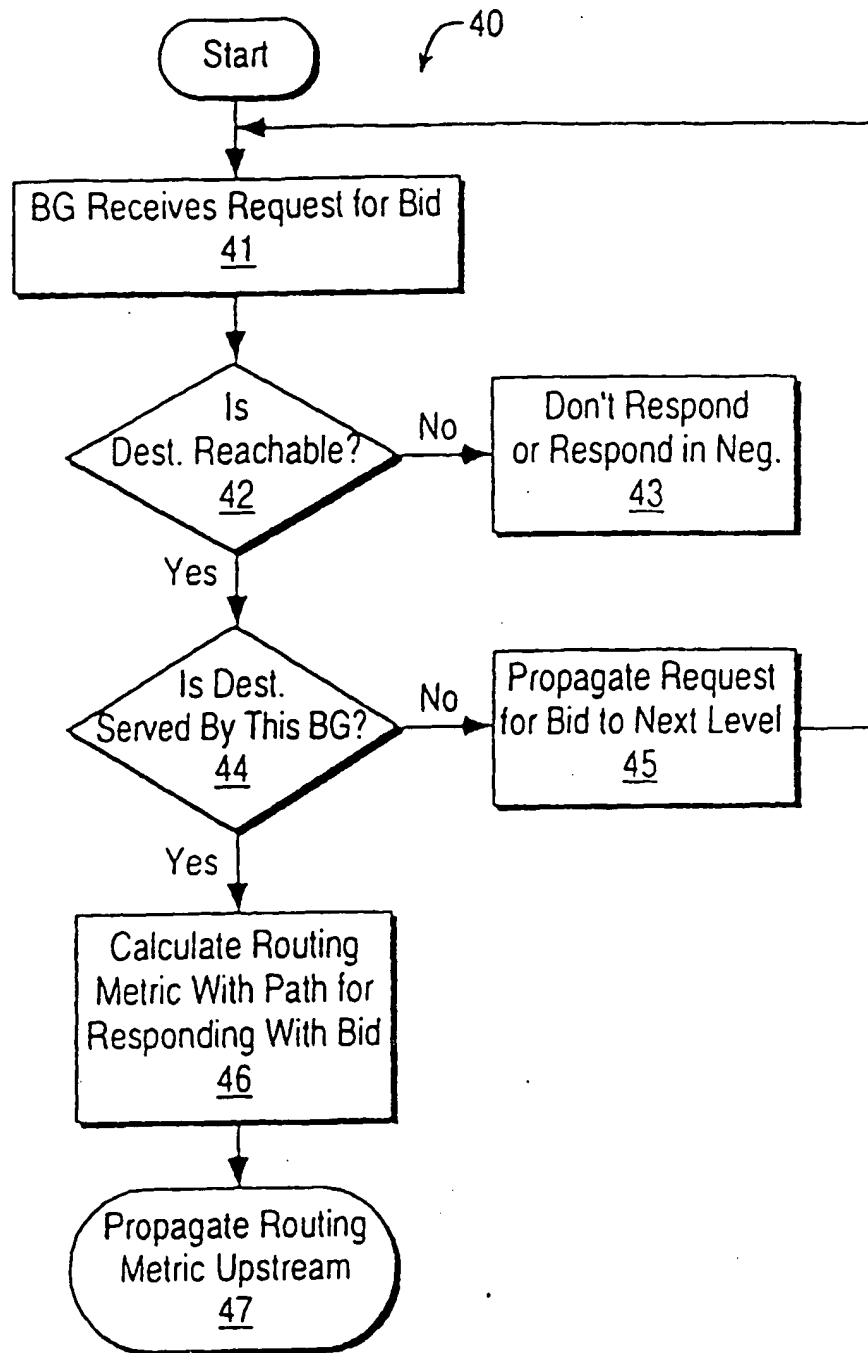 40
Start
BG Receives Request for Bid
41
Is
Dest. Reachable?
42
No
Don't Respond
or Respond in Neg.
43
Yes
Is Dest.
Served By This BG?
44
No
Propagate Request
for Bid to Next Level
45
Yes
Calculate Routing
Metric With Path for
Responding With Bid
46
Propagate Routing
Metric Upstream
47